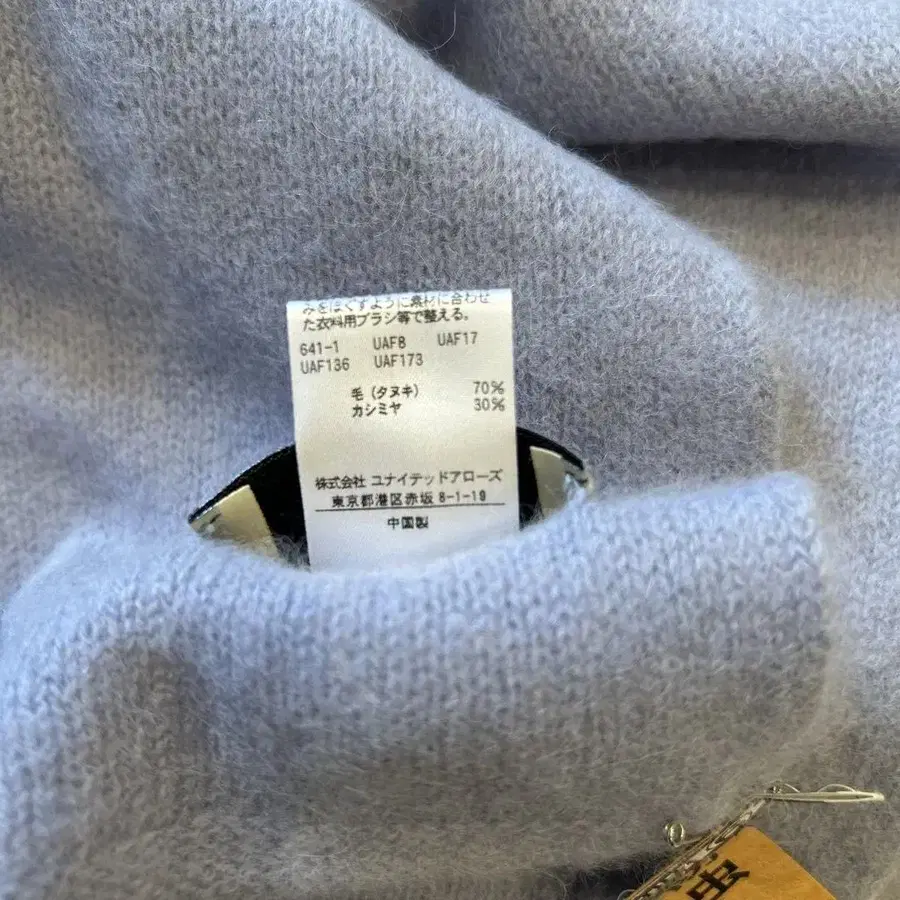 みをほぐすように素材に合わせ
た衣料用ブラシ等で整える。
641-1 UAF8 UAF17
UAF136 UAF173
毛（タヌキ） 70%
カシミヤ 30%
株式会社 ユナイテッドアローズ
東京都港区赤坂 8-1-19
中国製
虫